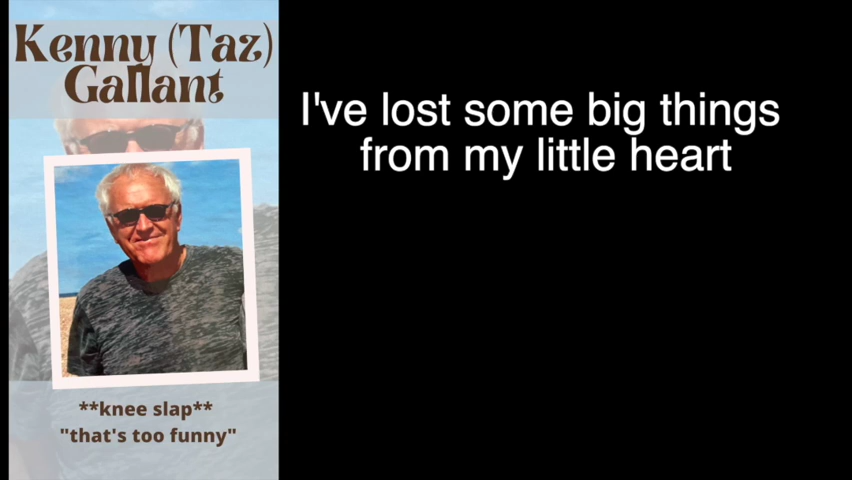 Kenny (Taz)
Gallant
**knee slap**
"that's too funny"
I've lost some big things
from my little heart